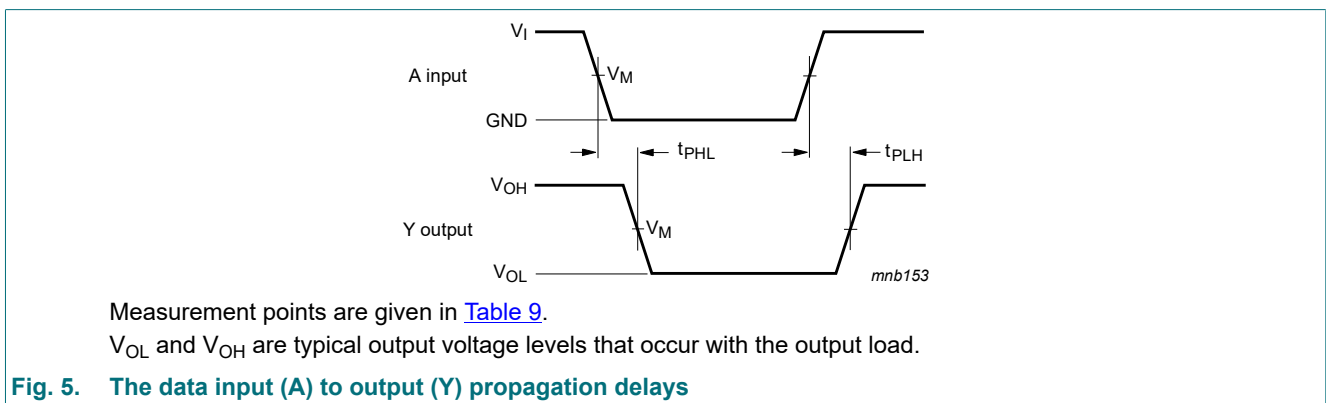 V_I
A input
V_M
GND
t_PHL
t_PLH
V_OH
Y output
V_M
V_OL
mnb153
Measurement points are given in Table 9.
V_OL and V_OH are typical output voltage levels that occur with the output load.
Fig. 5. The data input (A) to output (Y) propagation delays